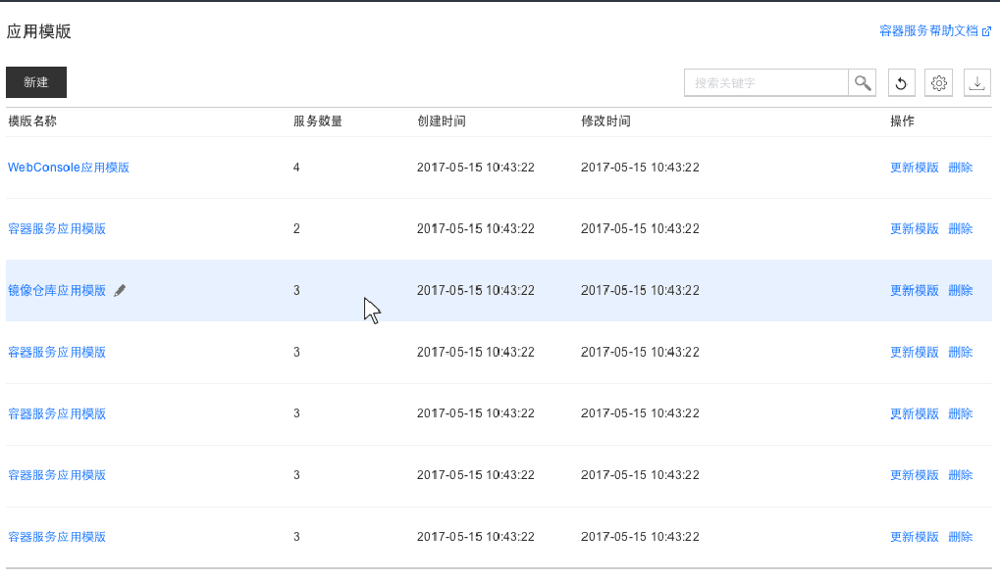 应用模版 容器服务帮助文档
新建 搜索关键字
模版名称 服务数量 创建时间 修改时间 操作
WebConsole应用模版 4 2017-05-15 10:43:22 2017-05-15 10:43:22 更新模版 删除
容器服务应用模版 2 2017-05-15 10:43:22 2017-05-15 10:43:22 更新模版 删除
镜像仓库应用模版 3 2017-05-15 10:43:22 2017-05-15 10:43:22 更新模版 删除
容器服务应用模版 3 2017-05-15 10:43:22 2017-05-15 10:43:22 更新模版 删除
容器服务应用模版 3 2017-05-15 10:43:22 2017-05-15 10:43:22 更新模版 删除
容器服务应用模版 3 2017-05-15 10:43:22 2017-05-15 10:43:22 更新模版 删除
容器服务应用模版 3 2017-05-15 10:43:22 2017-05-15 10:43:22 更新模版 删除